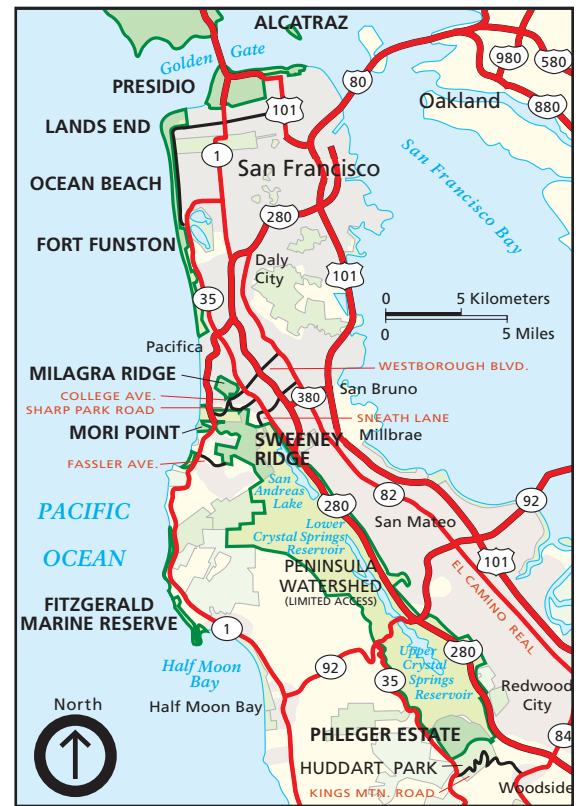 ALCATRAZ
Golden Gate
PRESIDIO
LANDS END
OCEAN BEACH
FORT FUNSTON
980
580
80
880
Oakland
101
1
San Francisco
San Francisco Bay
280
Daly
City
101
35
0 5 Kilometers
0 5 Miles
Pacifica
WESTBOROUGH BLVD.
MILAGRA RIDGE
COLLEGE AVE.
SHARP PARK ROAD
380
San Bruno
SNEATH LANE
MORI POINT
Millbrae
SWEENEY
RIDGE
FASSLER AVE.
San
Andreas
Lake
280
82
92
PACIFIC
OCEAN
Lower
Crystal Springs
Reservoir
San Mateo
101
EL CAMINO REAL
PENINSULA
WATERSHED
(LIMITED ACCESS)
FITZGERALD
MARINE RESERVE
1
Half Moon
Bay
92
35
Upper
Crystal
Springs
Reservoir
280
Redwood
City
North
Half Moon Bay
84
PHLEGER ESTATE
HUDDART PARK
KINGS MTN. ROAD
Woodside